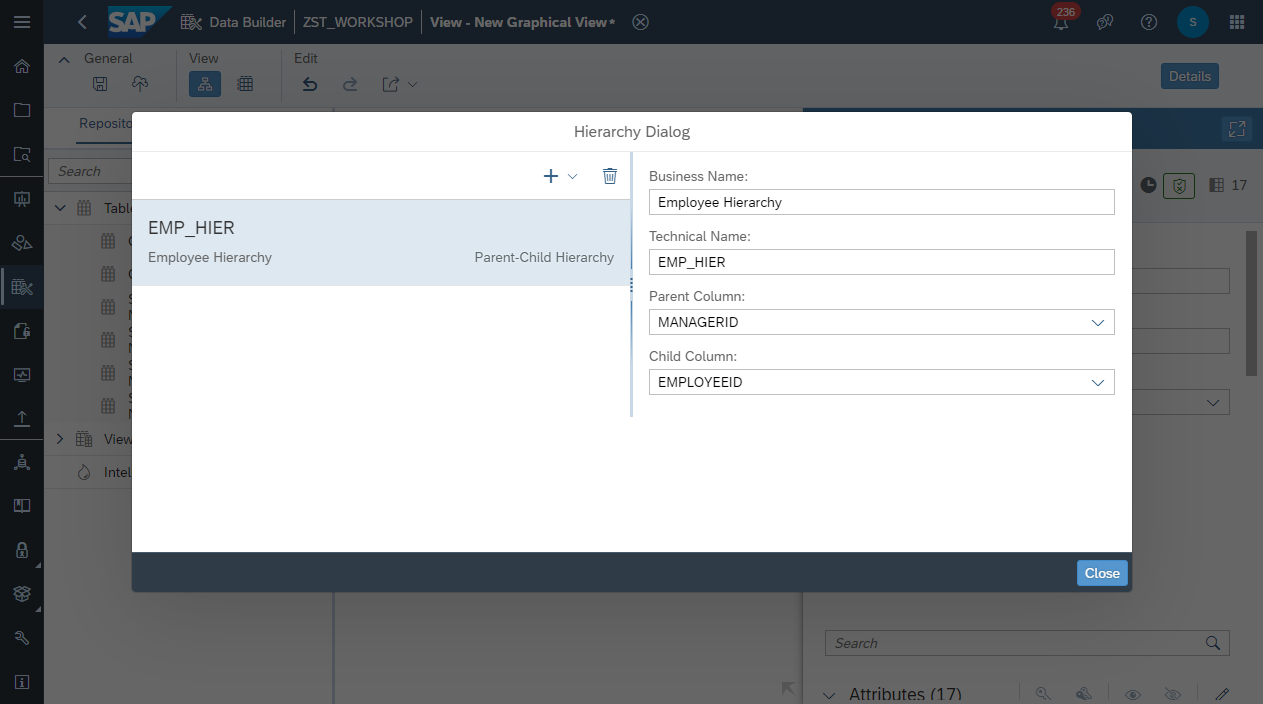 SAP Data Builder ZST_WORKSHOP View - New Graphical View* 236 S
General View Edit
Details
Reposito
Hierarchy Dialog
Search
17
Table
EMP_HIER
Employee Hierarchy Parent-Child Hierarchy
Business Name:
Employee Hierarchy
Technical Name:
EMP_HIER
Parent Column:
MANAGERID
Child Column:
EMPLOYEEID
View
Intel
Close
Search
Attributes (17)